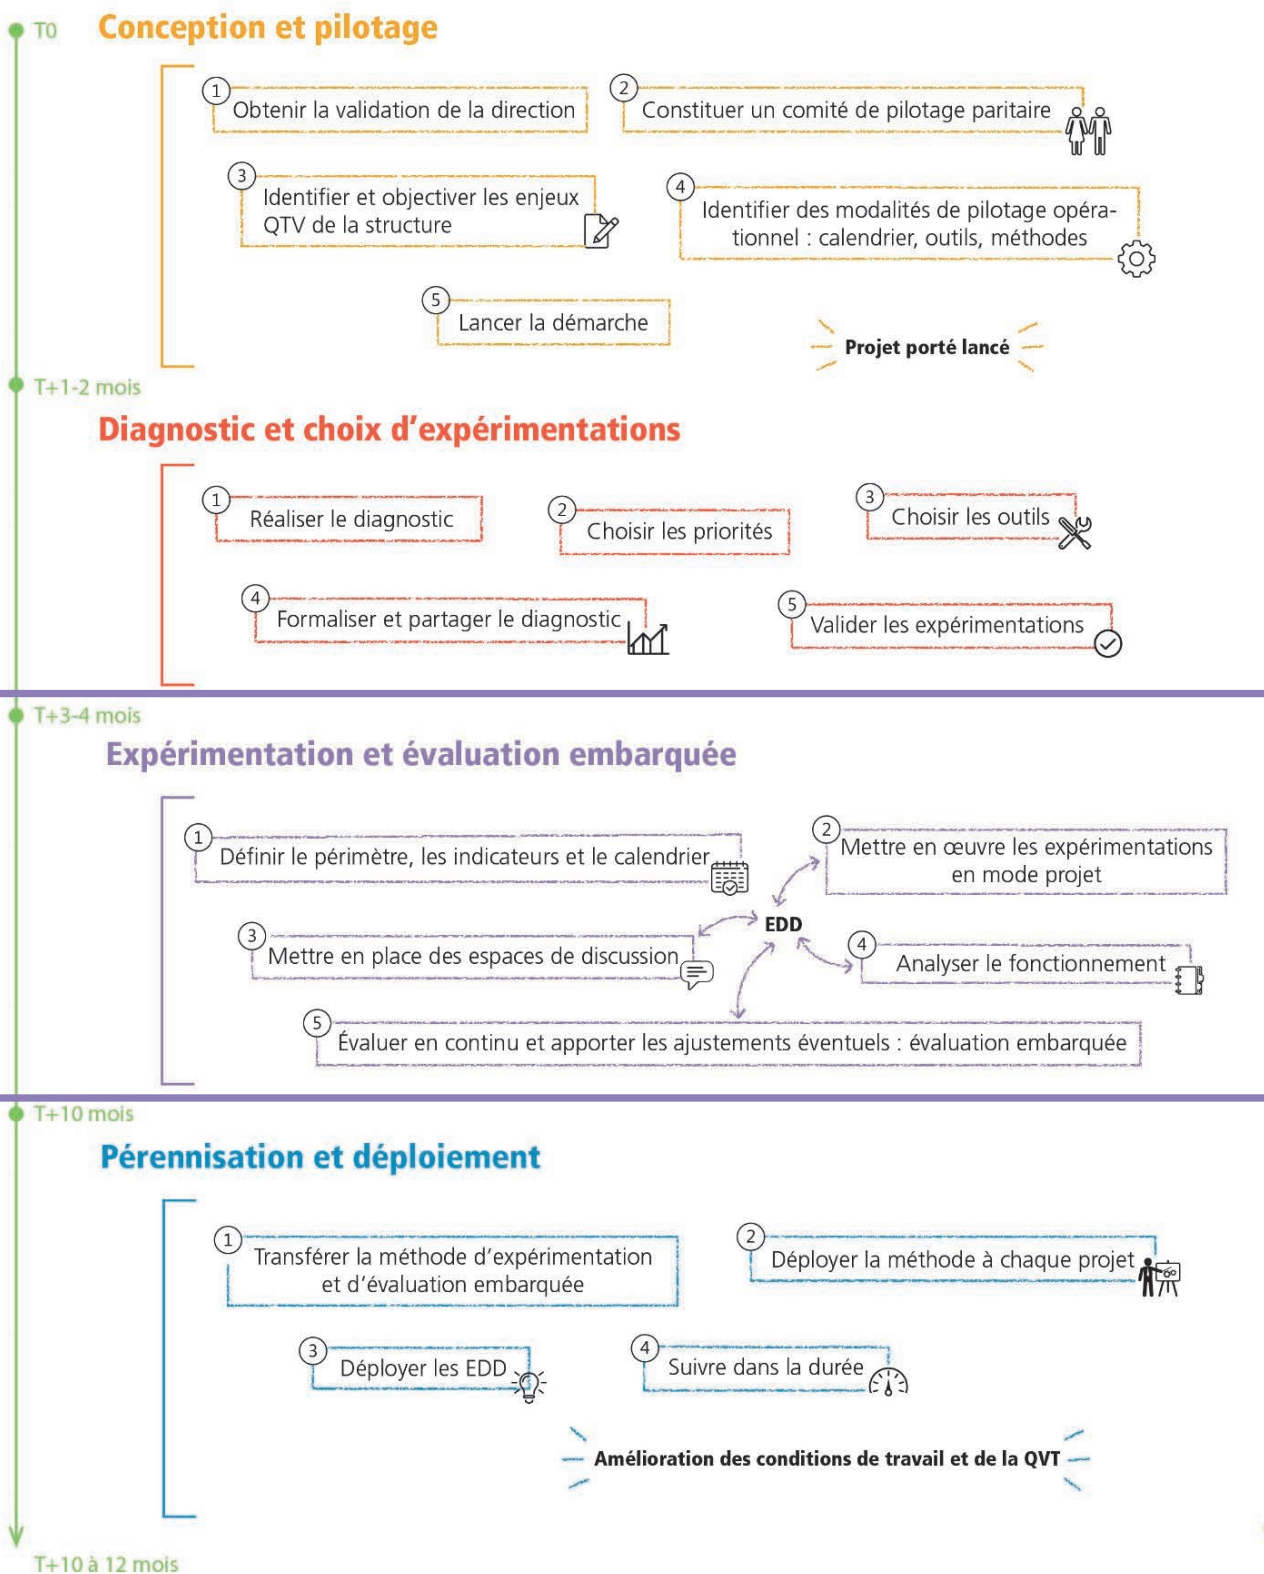 T0
Conception et pilotage
1
Obtenir la validation de la direction
2
Constituer un comité de pilotage paritaire
3
Identifier et objectiver les enjeux
QTV de la structure
4
Identifier des modalités de pilotage opéra-
tionnel : calendrier, outils, méthodes
5
Lancer la démarche
Projet porté lancé
T+1-2 mois
Diagnostic et choix d’expérimentations
1
Réaliser le diagnostic
2
Choisir les priorités
3
Choisir les outils
4
Formaliser et partager le diagnostic
5
Valider les expérimentations
T+3-4 mois
Expérimentation et évaluation embarquée
1
Définir le périmètre, les indicateurs et le calendrier
2
Mettre en œuvre les expérimentations
en mode projet
EDD
3
Mettre en place des espaces de discussion
4
Analyser le fonctionnement
5
Évaluer en continu et apporter les ajustements éventuels : évaluation embarquée
T+10 mois
Pérennisation et déploiement
1
Transférer la méthode d’expérimentation
et d’évaluation embarquée
2
Déployer la méthode à chaque projet
3
Déployer les EDD
4
Suivre dans la durée
Amélioration des conditions de travail et de la QVT
T+10 à 12 mois